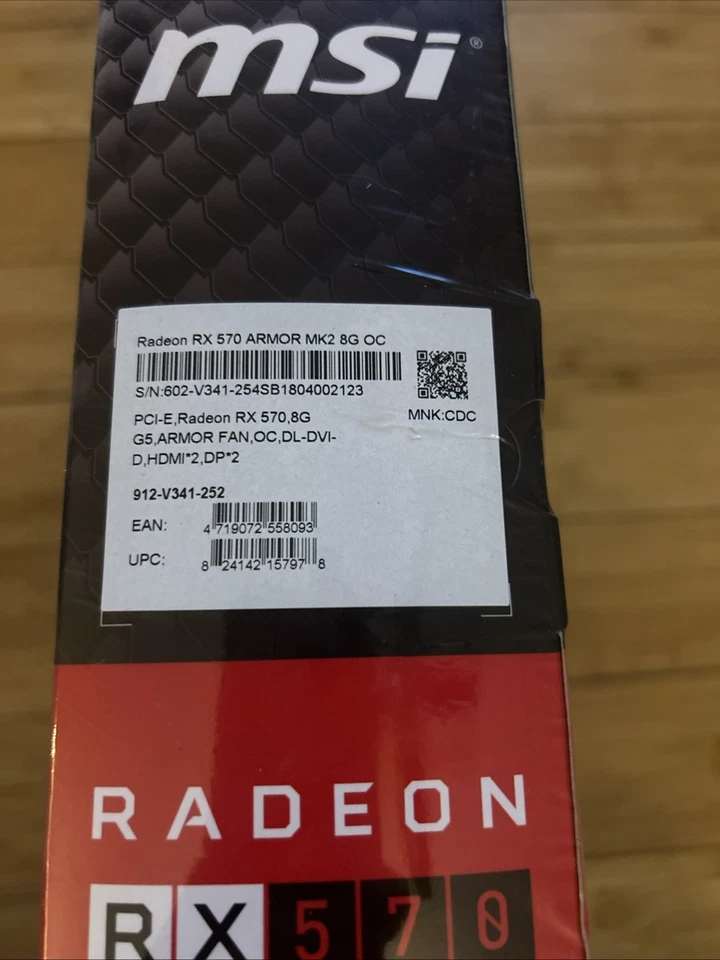 msi®
Radeon RX 570 ARMOR MK2 8G OC
S/N:602-V341-254SB1804002123
PCI-E,Radeon RX 570,8G
G5,ARMOR FAN,OC,DL-DVI-
D,HDMI*2,DP*2
MNK:CDC
912-V341-252
EAN:
4 719072 558093
UPC:
8 24142 15797 8
RADEON
RX 570